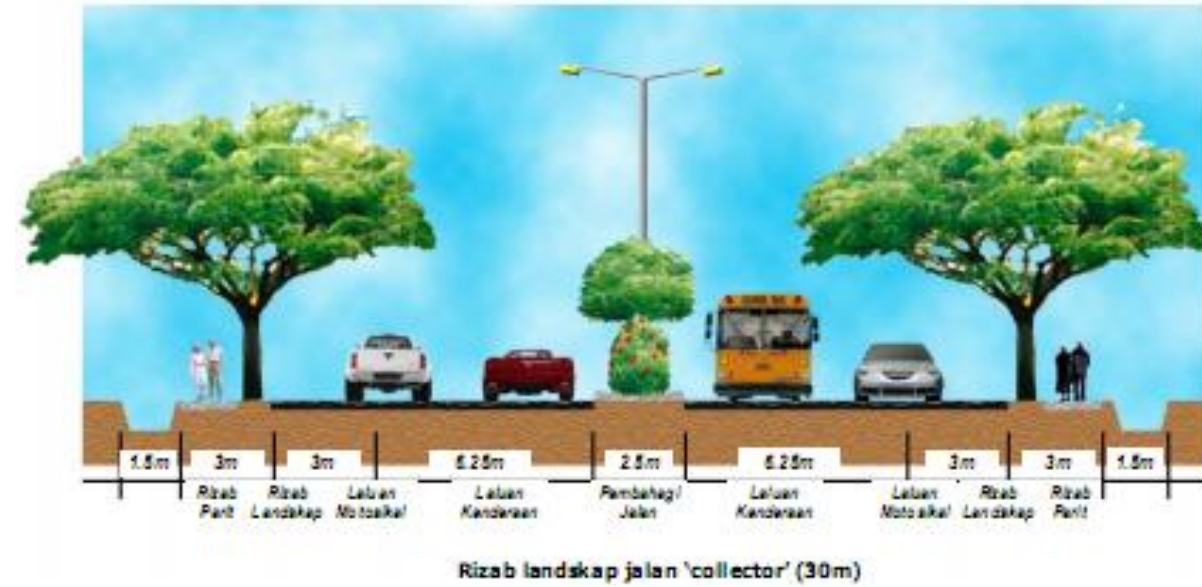 1.5m 3m 3m 6.25m 2.5m 6.25m 3m 3m 1.5m
Rizab Parit
Rizab Landskap
Laluan Motosikal
Laluan Kenderaan
Pembahagi Jalan
Laluan Kenderaan
Laluan Motosikal
Rizab Landskap
Rizab Parit
Rizab landskap jalan 'collector' (30m)